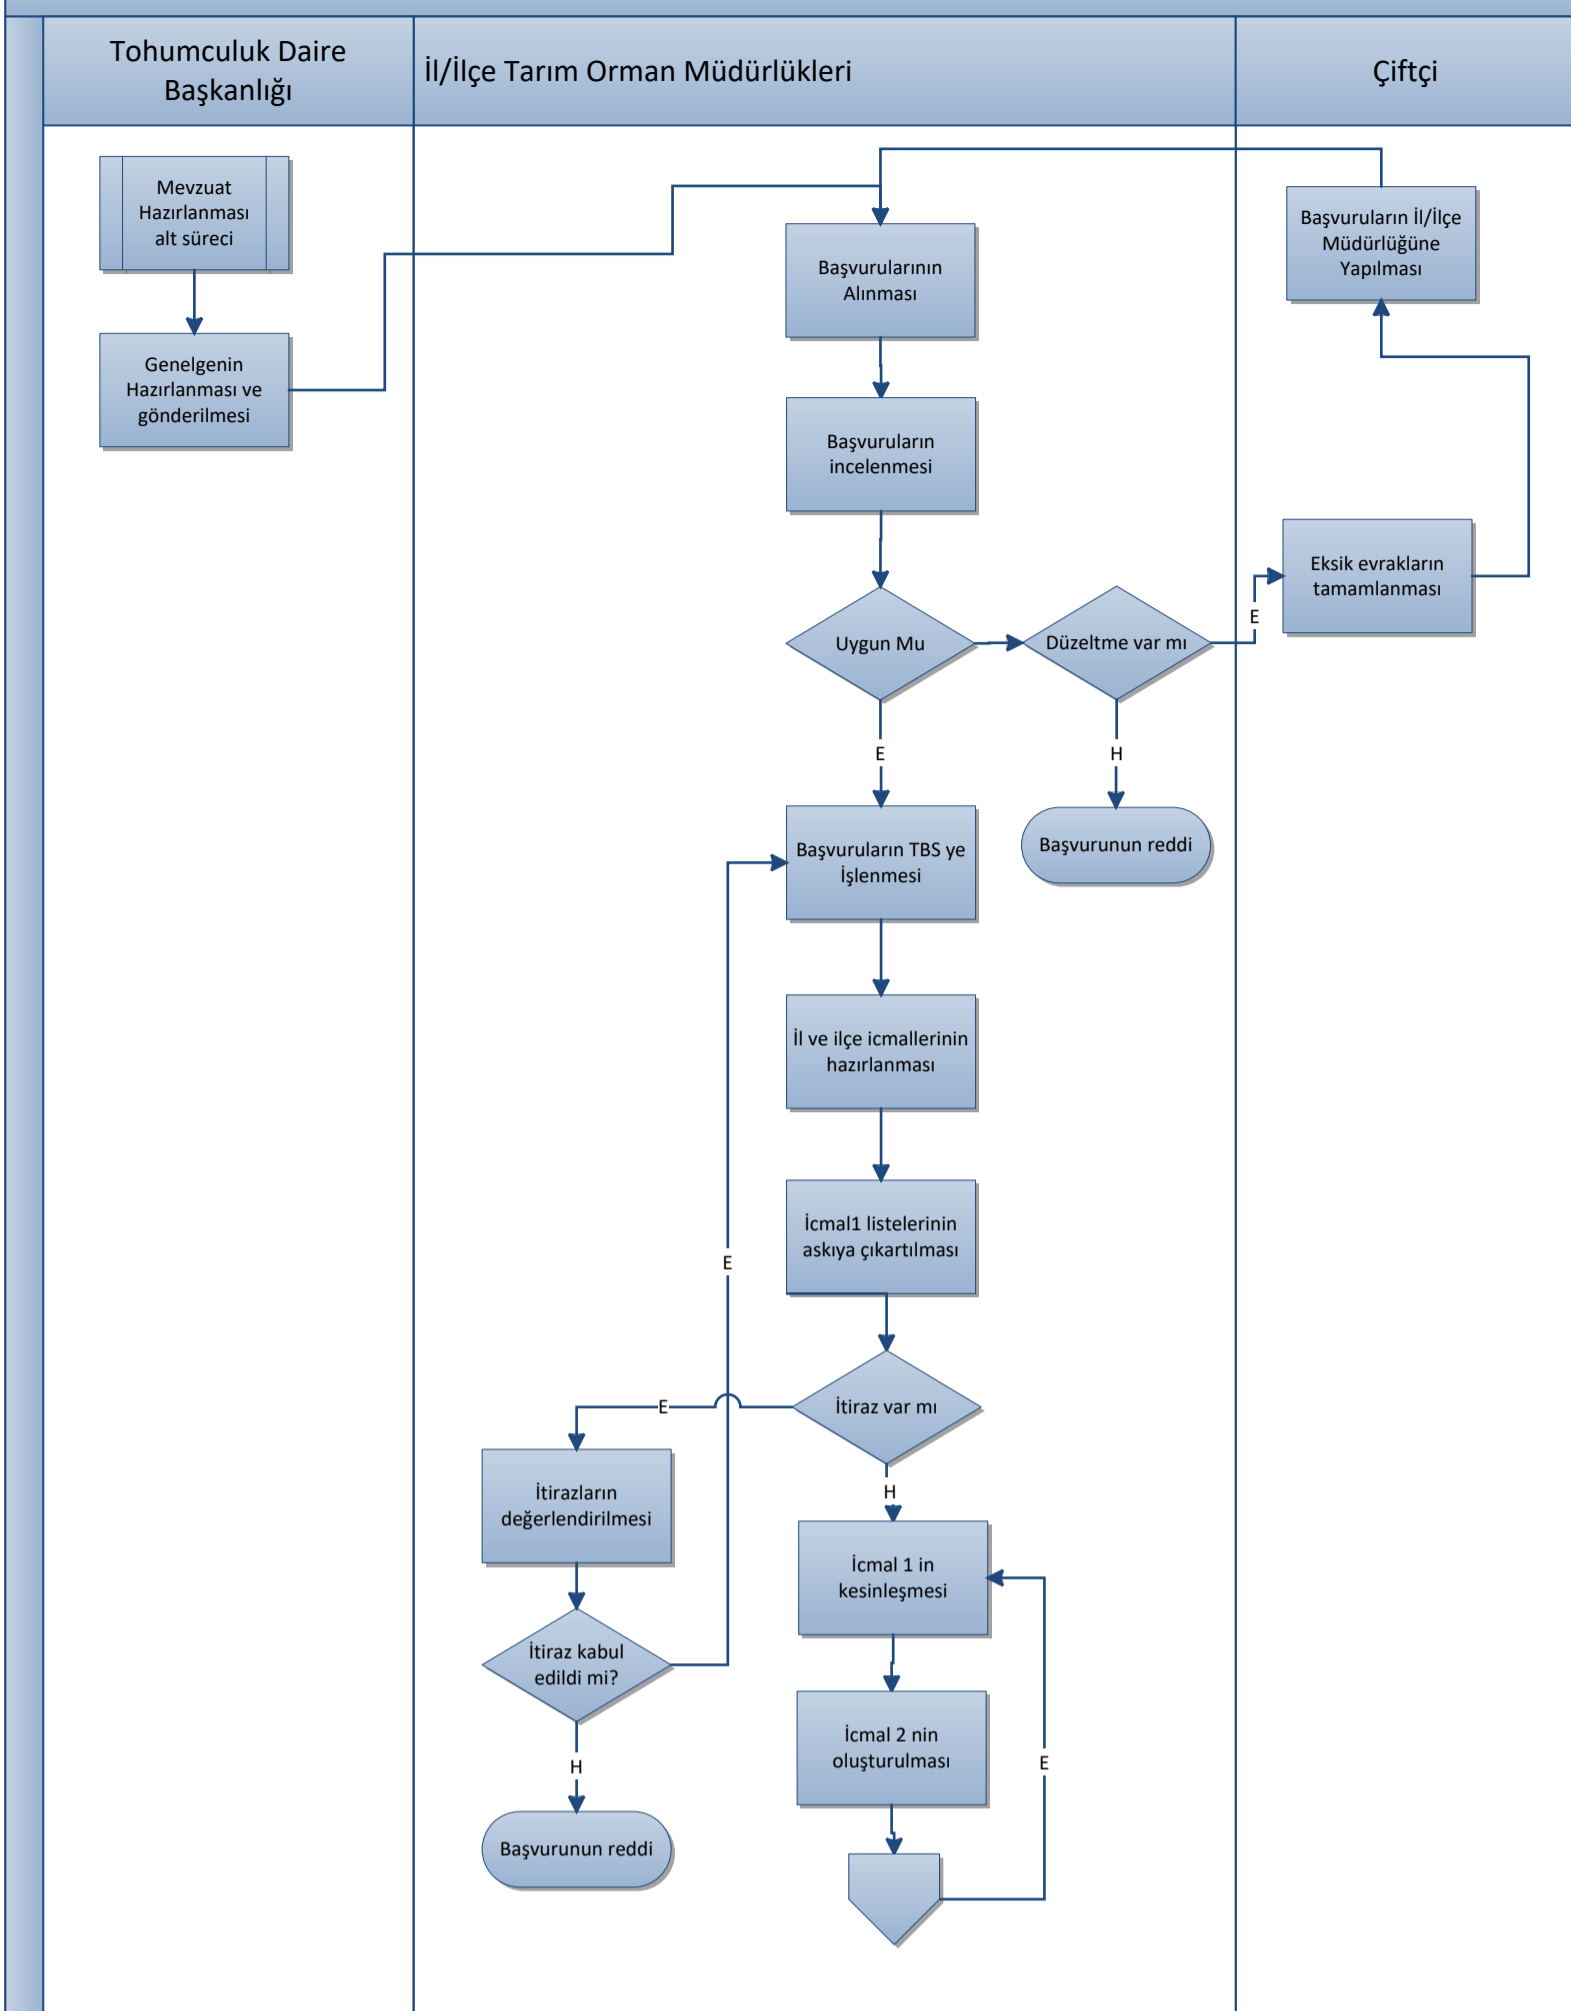 Tohumculuk Daire
Başkanlığı
İl/İlçe Tarım Orman Müdürlükleri
Çiftçi
Mevzuat
Hazırlanması
alt süreci
Genelgenin
Hazırlanması ve
gönderilmesi
Başvurularının
Alınması
Başvuruların İl/İlçe
Müdürlüğüne
Yapılması
Başvuruların
incelenmesi
Eksik evrakların
tamamlanması
E
Uygun Mu
Düzeltme var mı
E
H
Başvuruların TBS ye
İşlenmesi
Başvurunun reddi
İl ve ilçe icmallerinin
hazırlanması
İcmal1 listelerinin
askıya çıkartılması
E
İtiraz var mı
E
H
İtirazların
değerlendirilmesi
İcmal 1 in
kesinleşmesi
İtiraz kabul
edildi mi?
İcmal 2 nin
oluşturulması
E
H
Başvurunun reddi